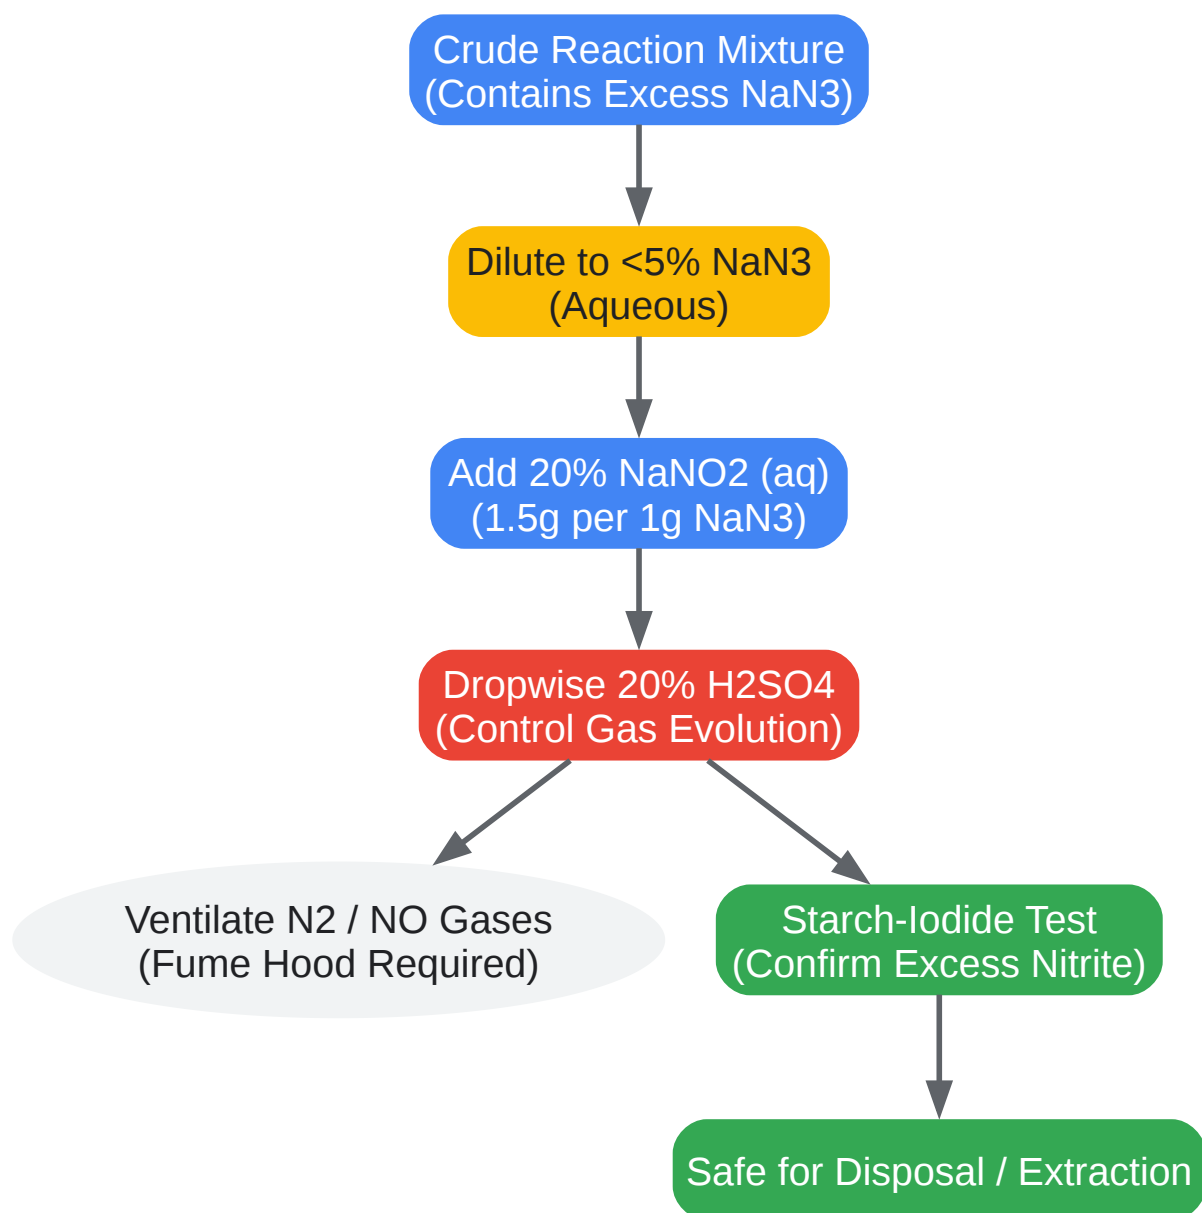 Crude Reaction Mixture
(Contains Excess NaN3)
Dilute to <5% NaN3
(Aqueous)
Add 20% NaNO2 (aq)
(1.5g per 1g NaN3)
Dropwise 20% H2SO4
(Control Gas Evolution)
Ventilate N2 / NO Gases
(Fume Hood Required)
Starch-Iodide Test
(Confirm Excess Nitrite)
Safe for Disposal / Extraction